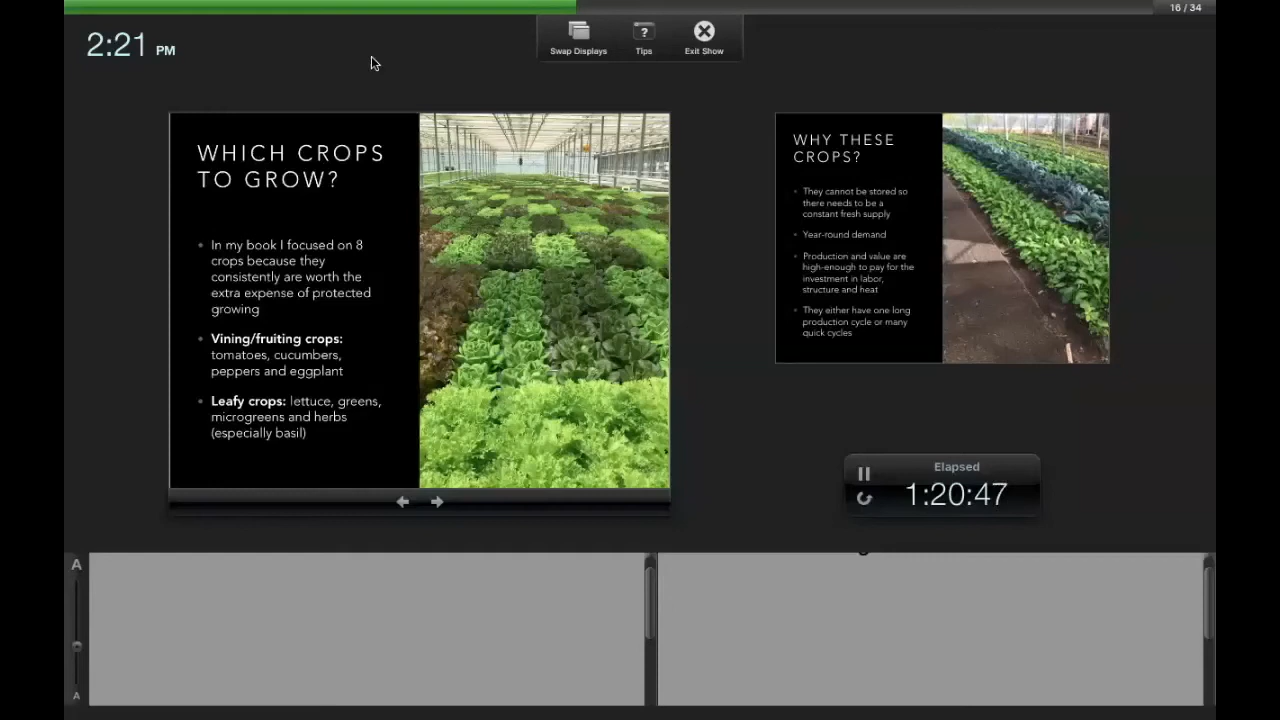 16 / 34
2:21 PM
?
Swap Displays
Tips
Exit Show
WHICH CROPS
TO GROW?
• In my book I focused on 8
crops because they
consistently are worth the
extra expense of protected
growing
• Vining/fruiting crops:
tomatoes, cucumbers,
peppers and eggplant
• Leafy crops: lettuce, greens,
microgreens and herbs
(especially basil)
WHY THESE
CROPS?
• They cannot be stored so
there needs to be a
constant fresh supply
• Year-round demand
• Production and value are
high-enough to pay for the
investment in labor,
structure and heat
• They either have one long
production cycle or many
quick cycles
Elapsed
1:20:47
A
A